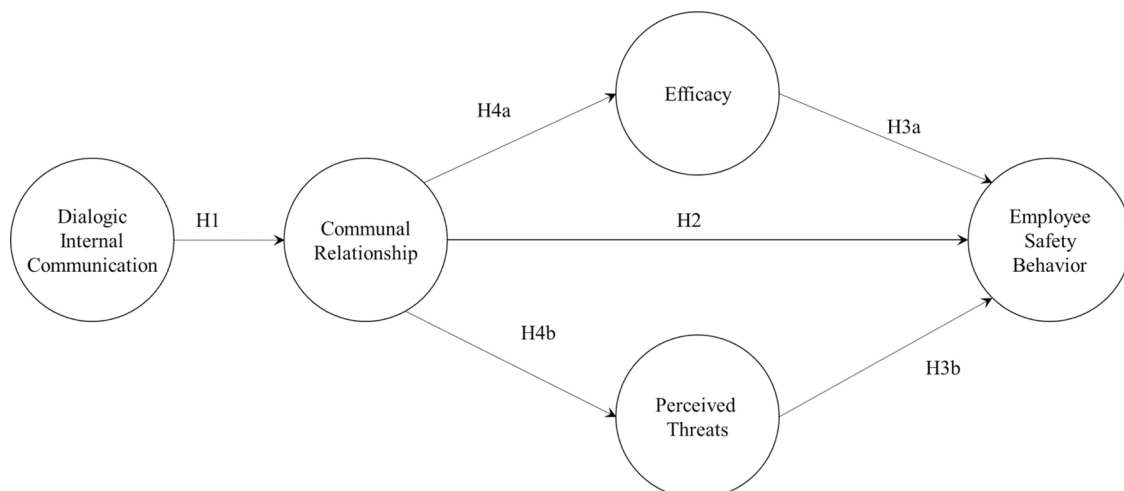 Efficacy
H4a
H3a
Dialogic
Internal
Communication
H1
Communal
Relationship
H2
Employee
Safety
Behavior
H4b
H3b
Perceived
Threats